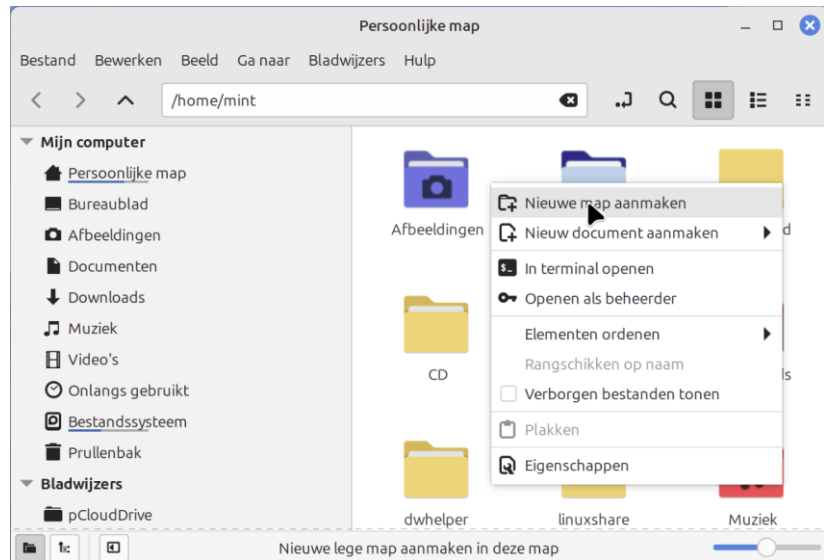 Persoonlijke map
Bestand Bewerken Beeld Ga naar Bladwijzers Hulp
/home/mint
Mijn computer
Persoonlijke map
Bureaublad
Afbeeldingen
Documenten
Downloads
Muziek
Video's
Onlangs gebruikt
Bestandssysteem
Prullenbak
Bladwijzers
pCloudDrive
Afbeeldingen
CD
dwhelper
linuxshare
Muziek
Nieuwe map aanmaken
Nieuw document aanmaken
In terminal openen
Openen als beheerder
Elementen ordenen
Rangschikken op naam
Verborgen bestanden tonen
Plakken
Eigenschappen
Nieuwe lege map aanmaken in deze map